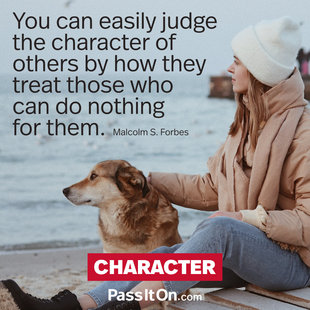 You can easily judge
the character of
others by how they
treat those who
can do nothing
for them. Malcolm S. Forbes
CHARACTER
PassItOn.com